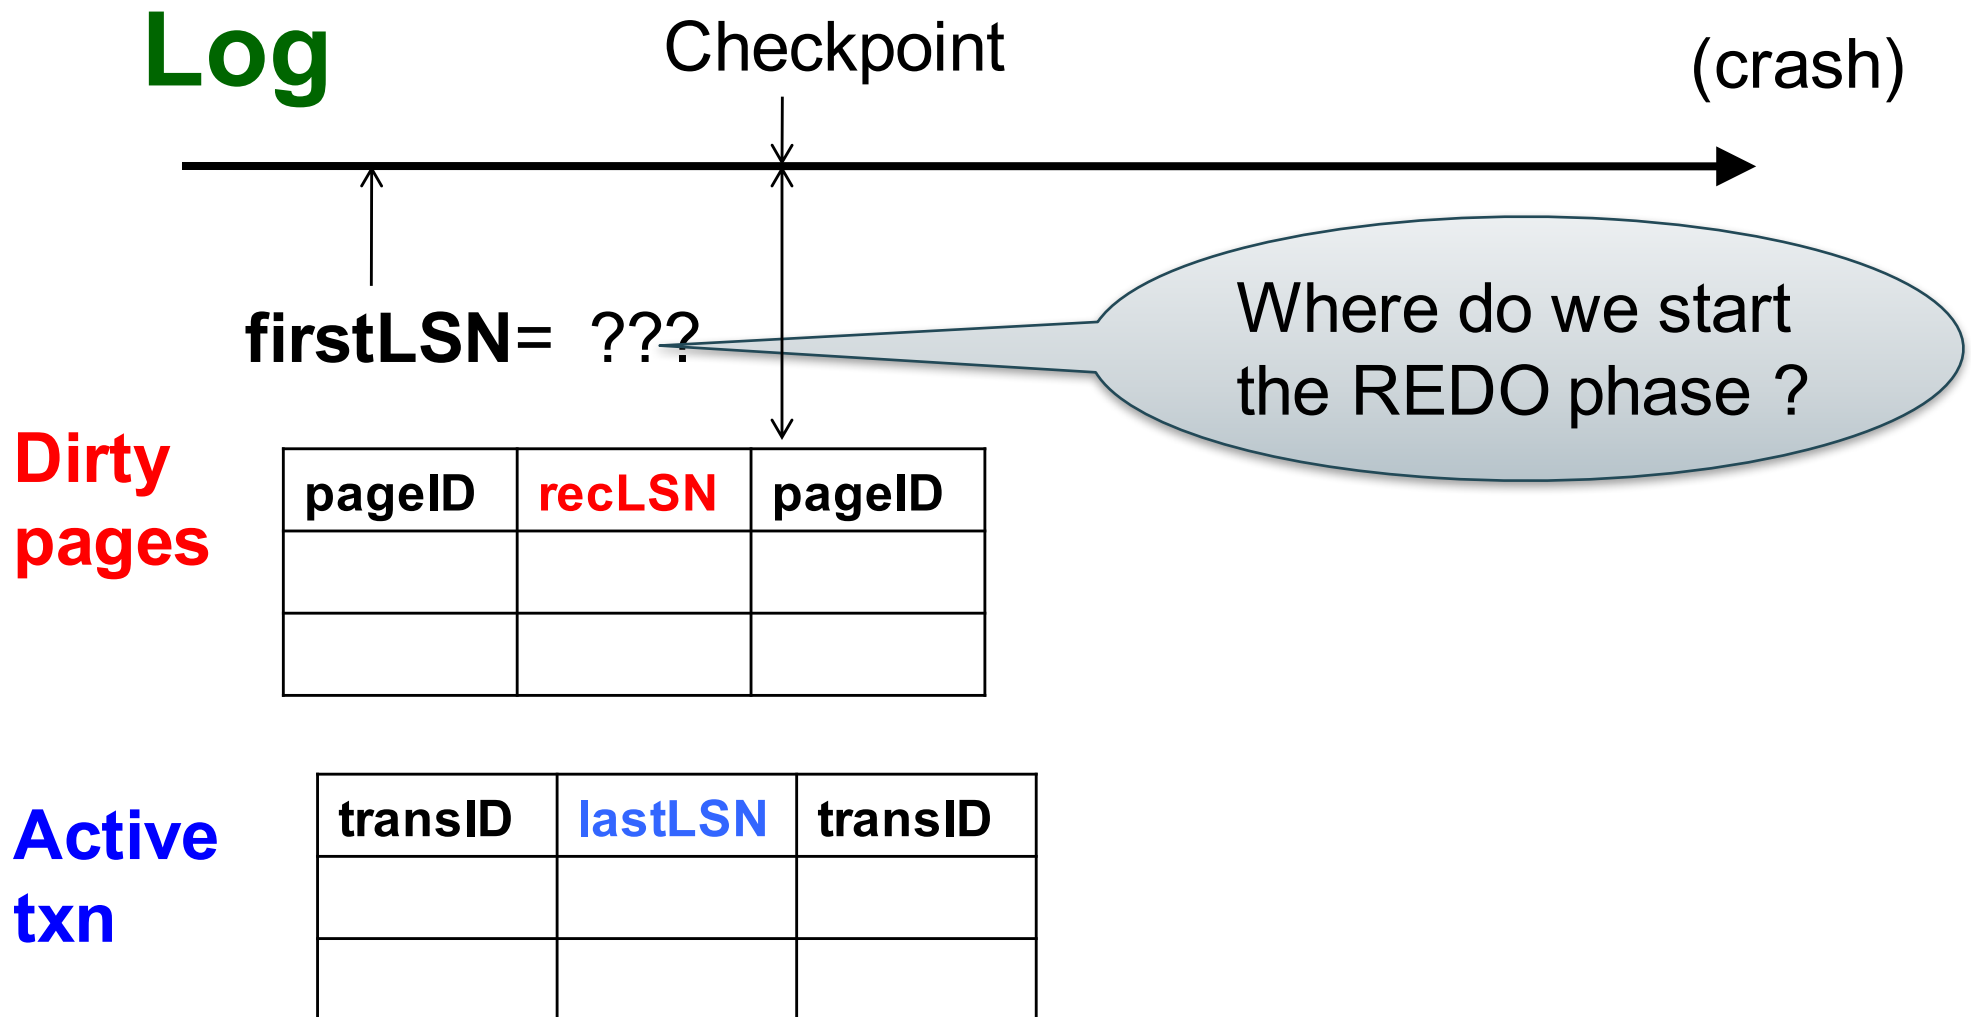 Log
Checkpoint
(crash)
firstLSN= ???
Where do we start
the REDO phase ?
Dirty
pages
pageID recLSN pageID
Active
txn
transID lastLSN transID